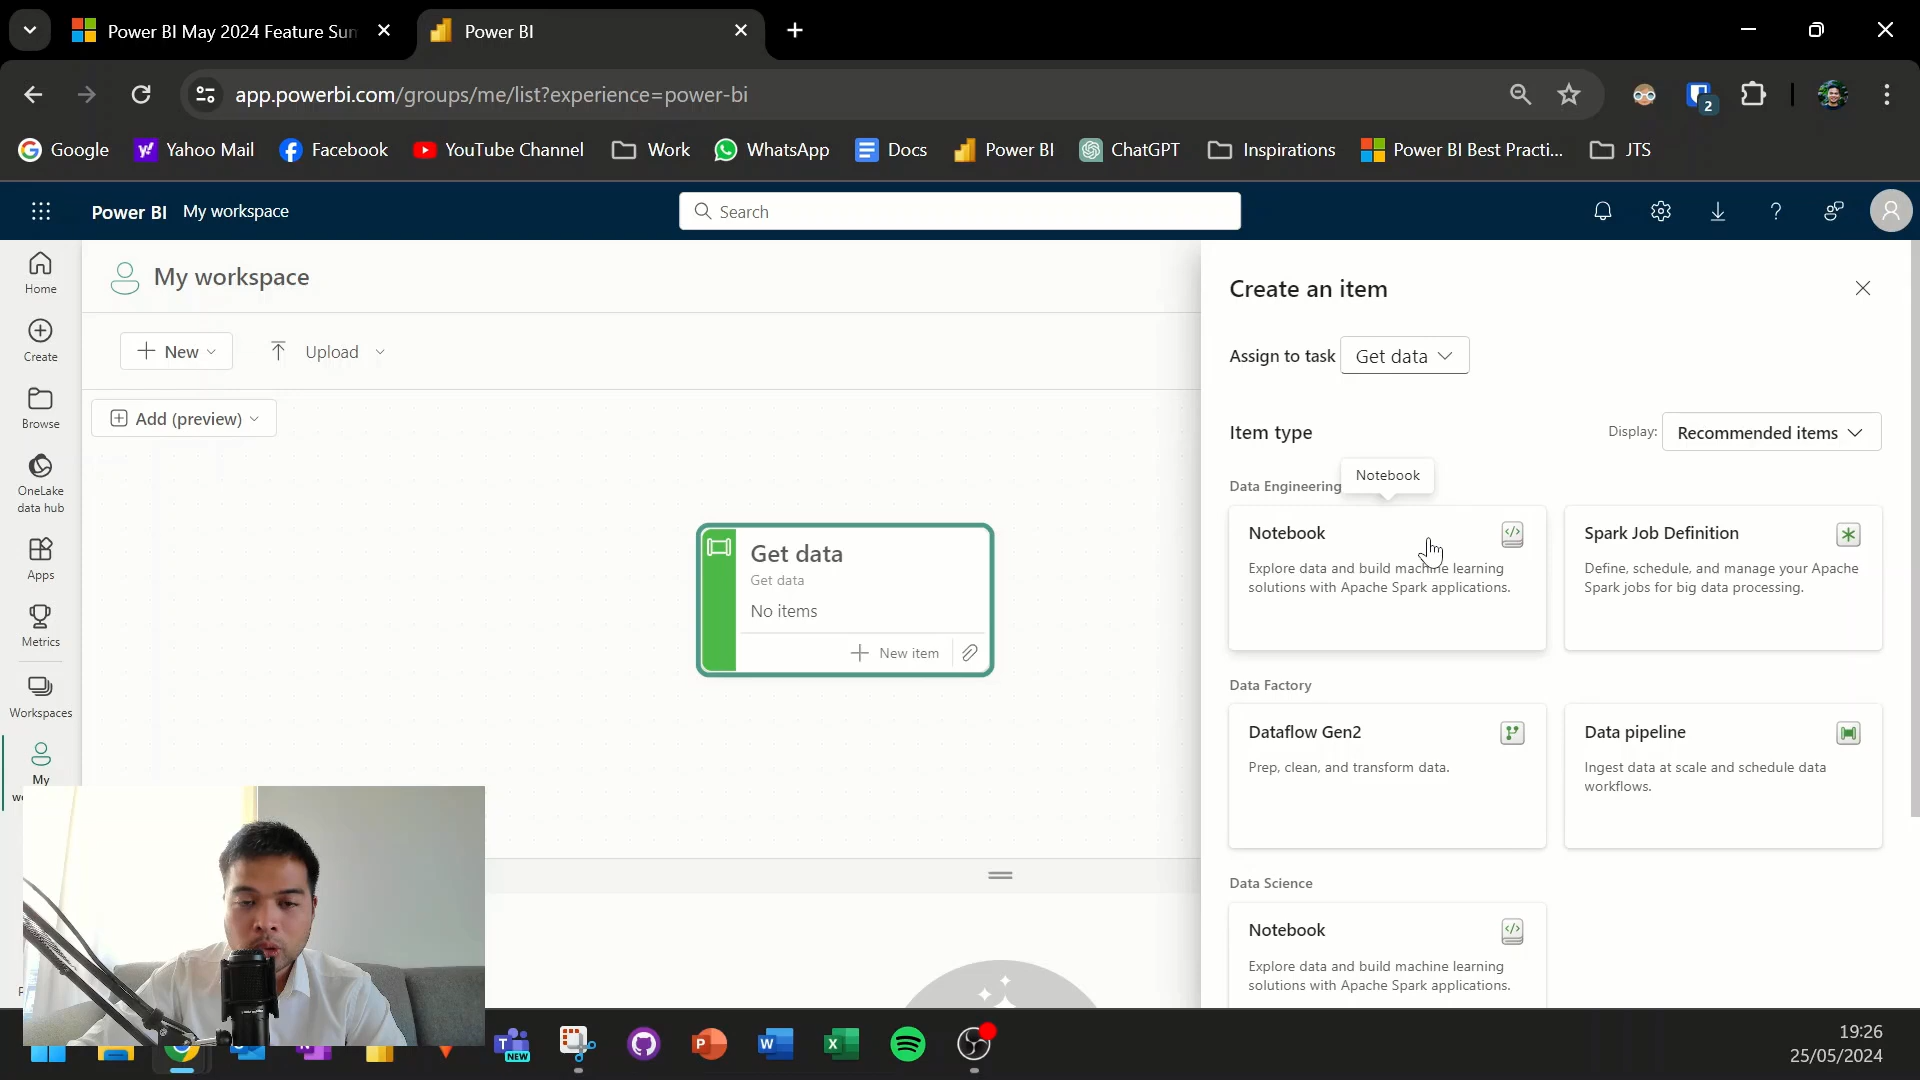 Power BI May 2024 Feature Sum
Power BI
app.powerbi.com/groups/me/list?experience=power-bi
2
Google
Yahoo Mail
Facebook
YouTube Channel
Work
WhatsApp
Docs
Power BI
ChatGPT
Inspirations
Power BI Best Practi...
JTS
Power BI
My workspace
Search
Home
Create
Browse
OneLake
data hub
Apps
Metrics
Workspaces
My
My workspace
New
Upload
Add (preview)
Get data
Get data
No items
New item
Create an item
Assign to task
Get data
Item type
Display:
Recommended items
Data Engineering
Notebook
Notebook
Explore data and build machine learning
solutions with Apache Spark applications.
Spark Job Definition
Define, schedule, and manage your Apache
Spark jobs for big data processing.
Data Factory
Dataflow Gen2
Prep, clean, and transform data.
Data pipeline
Ingest data at scale and schedule data
workflows.
Data Science
Notebook
Explore data and build machine learning
solutions with Apache Spark applications.
NEW
19:26
25/05/2024